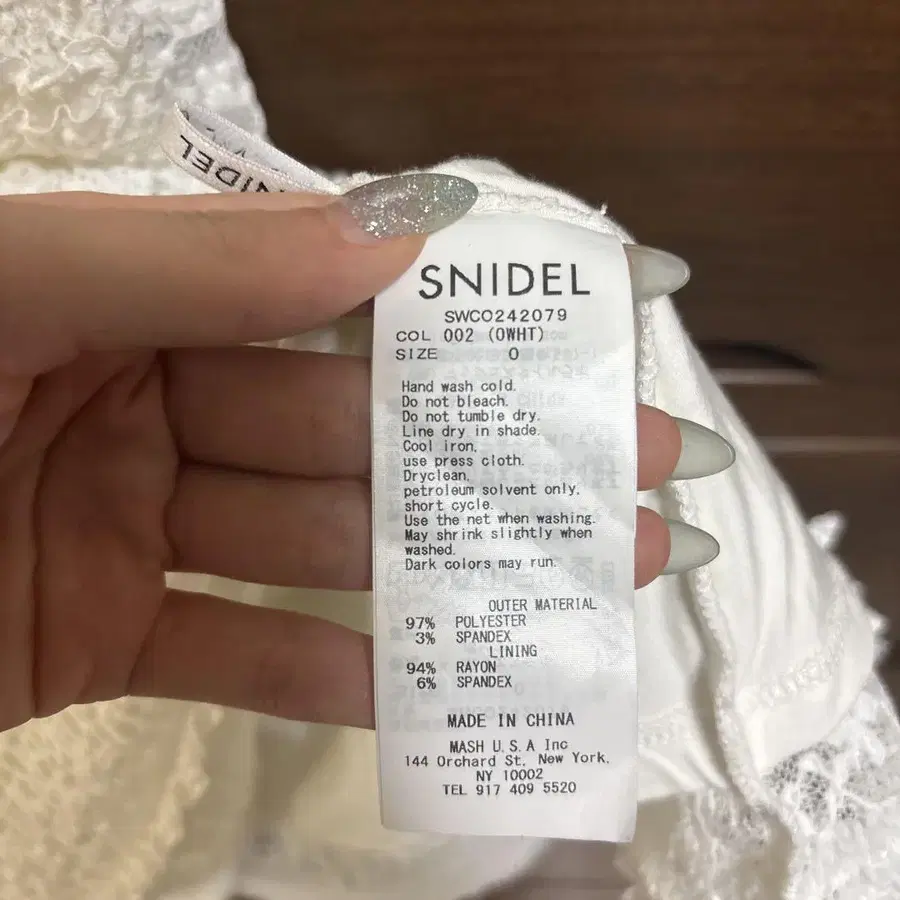 SNIDEL
SNIDEL
SWCO242079
COL 002 (OWHT)
SIZE 0
Hand wash cold.
Do not bleach.
Do not tumble dry.
Line dry in shade.
Cool iron.
use press cloth.
Dryclean.
petroleum solvent only.
short cycle.
Use the net when washing.
May shrink slightly when
washed.
Dark colors may run.
OUTER MATERIAL
97% POLYESTER
3% SPANDEX
LINING
94% RAYON
6% SPANDEX
MADE IN CHINA
MASH U.S.A Inc
144 Orchard St. New York.
NY 10002
TEL 917 409 5520